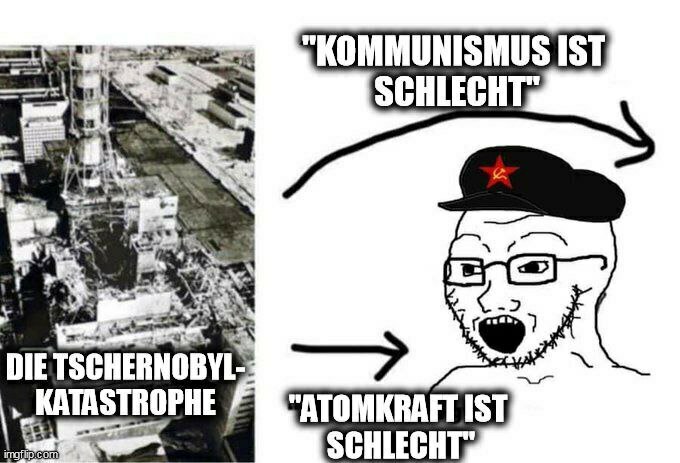 "KOMMUNISMUS IST
SCHLECHT"
DIE TSCHERNOBYL-
KATASTROPHE
"ATOMKRAFT IST
SCHLECHT"
imgflip.com